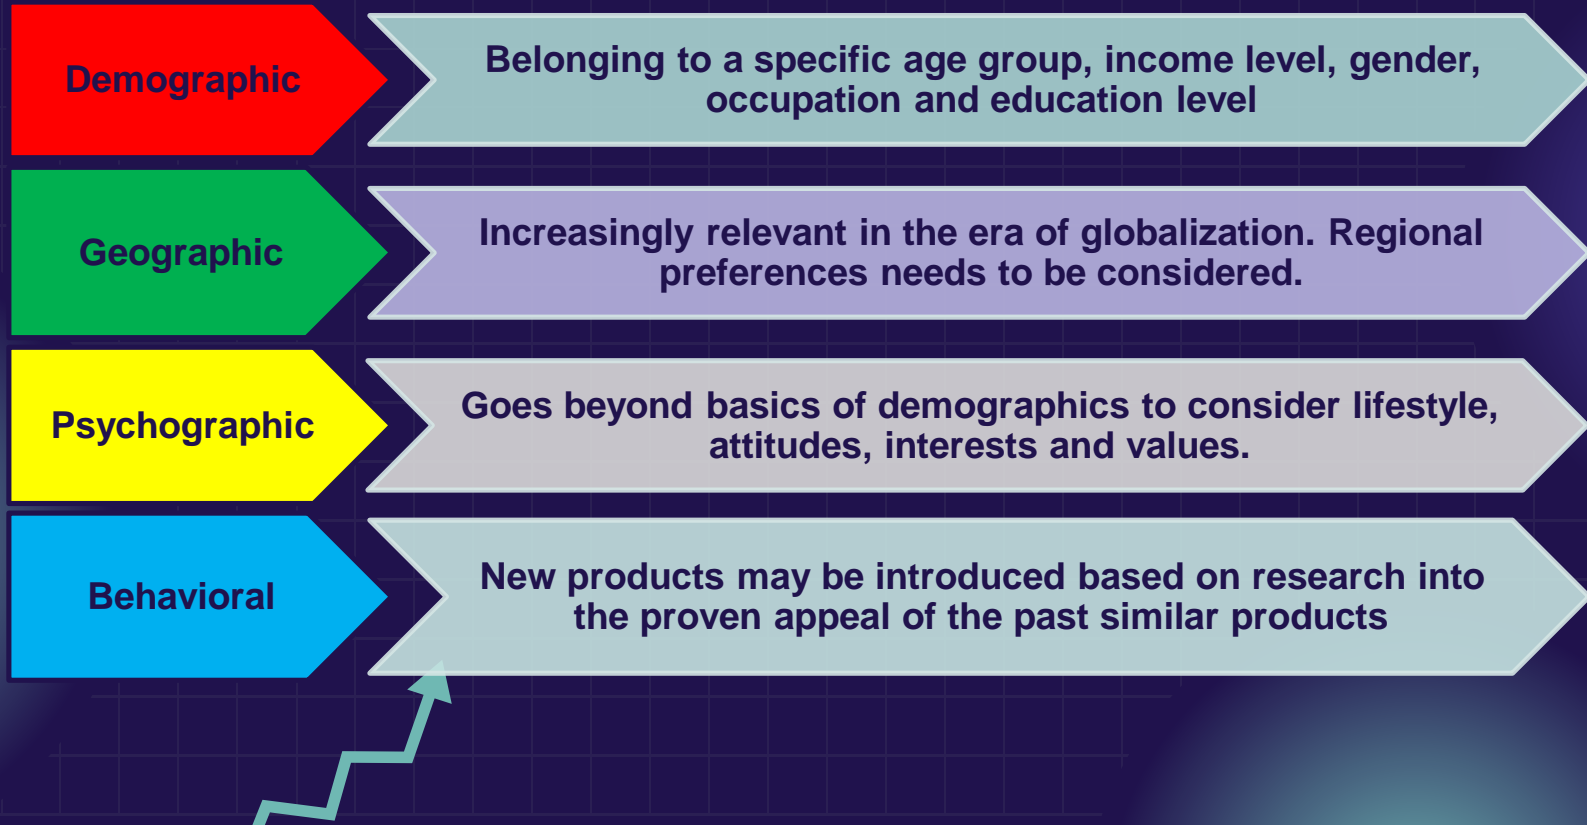 Demographic
Belonging to a specific age group, income level, gender,
occupation and education level
Geographic
Increasingly relevant in the era of globalization. Regional
preferences needs to be considered.
Psychographic
Goes beyond basics of demographics to consider lifestyle,
attitudes, interests and values.
Behavioral
New products may be introduced based on research into
the proven appeal of the past similar products